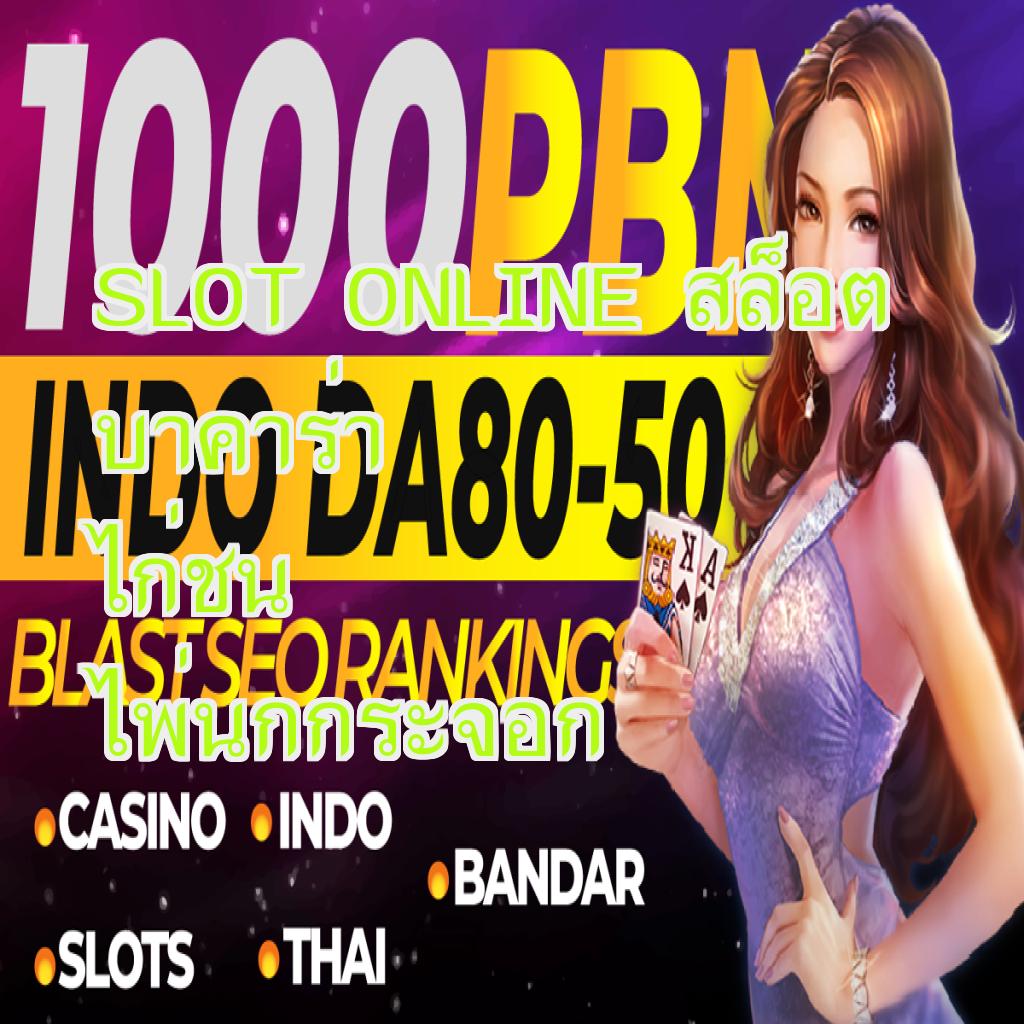 1000PBN
SLOT ONLINE สล็อต
INDO DA80-50
บาคาร่า
ไก่ชน
BLAST SEO RANKINGS
ไพ่นกกระจอก
CASINO
INDO
BANDAR
SLOTS
THAI
K
A